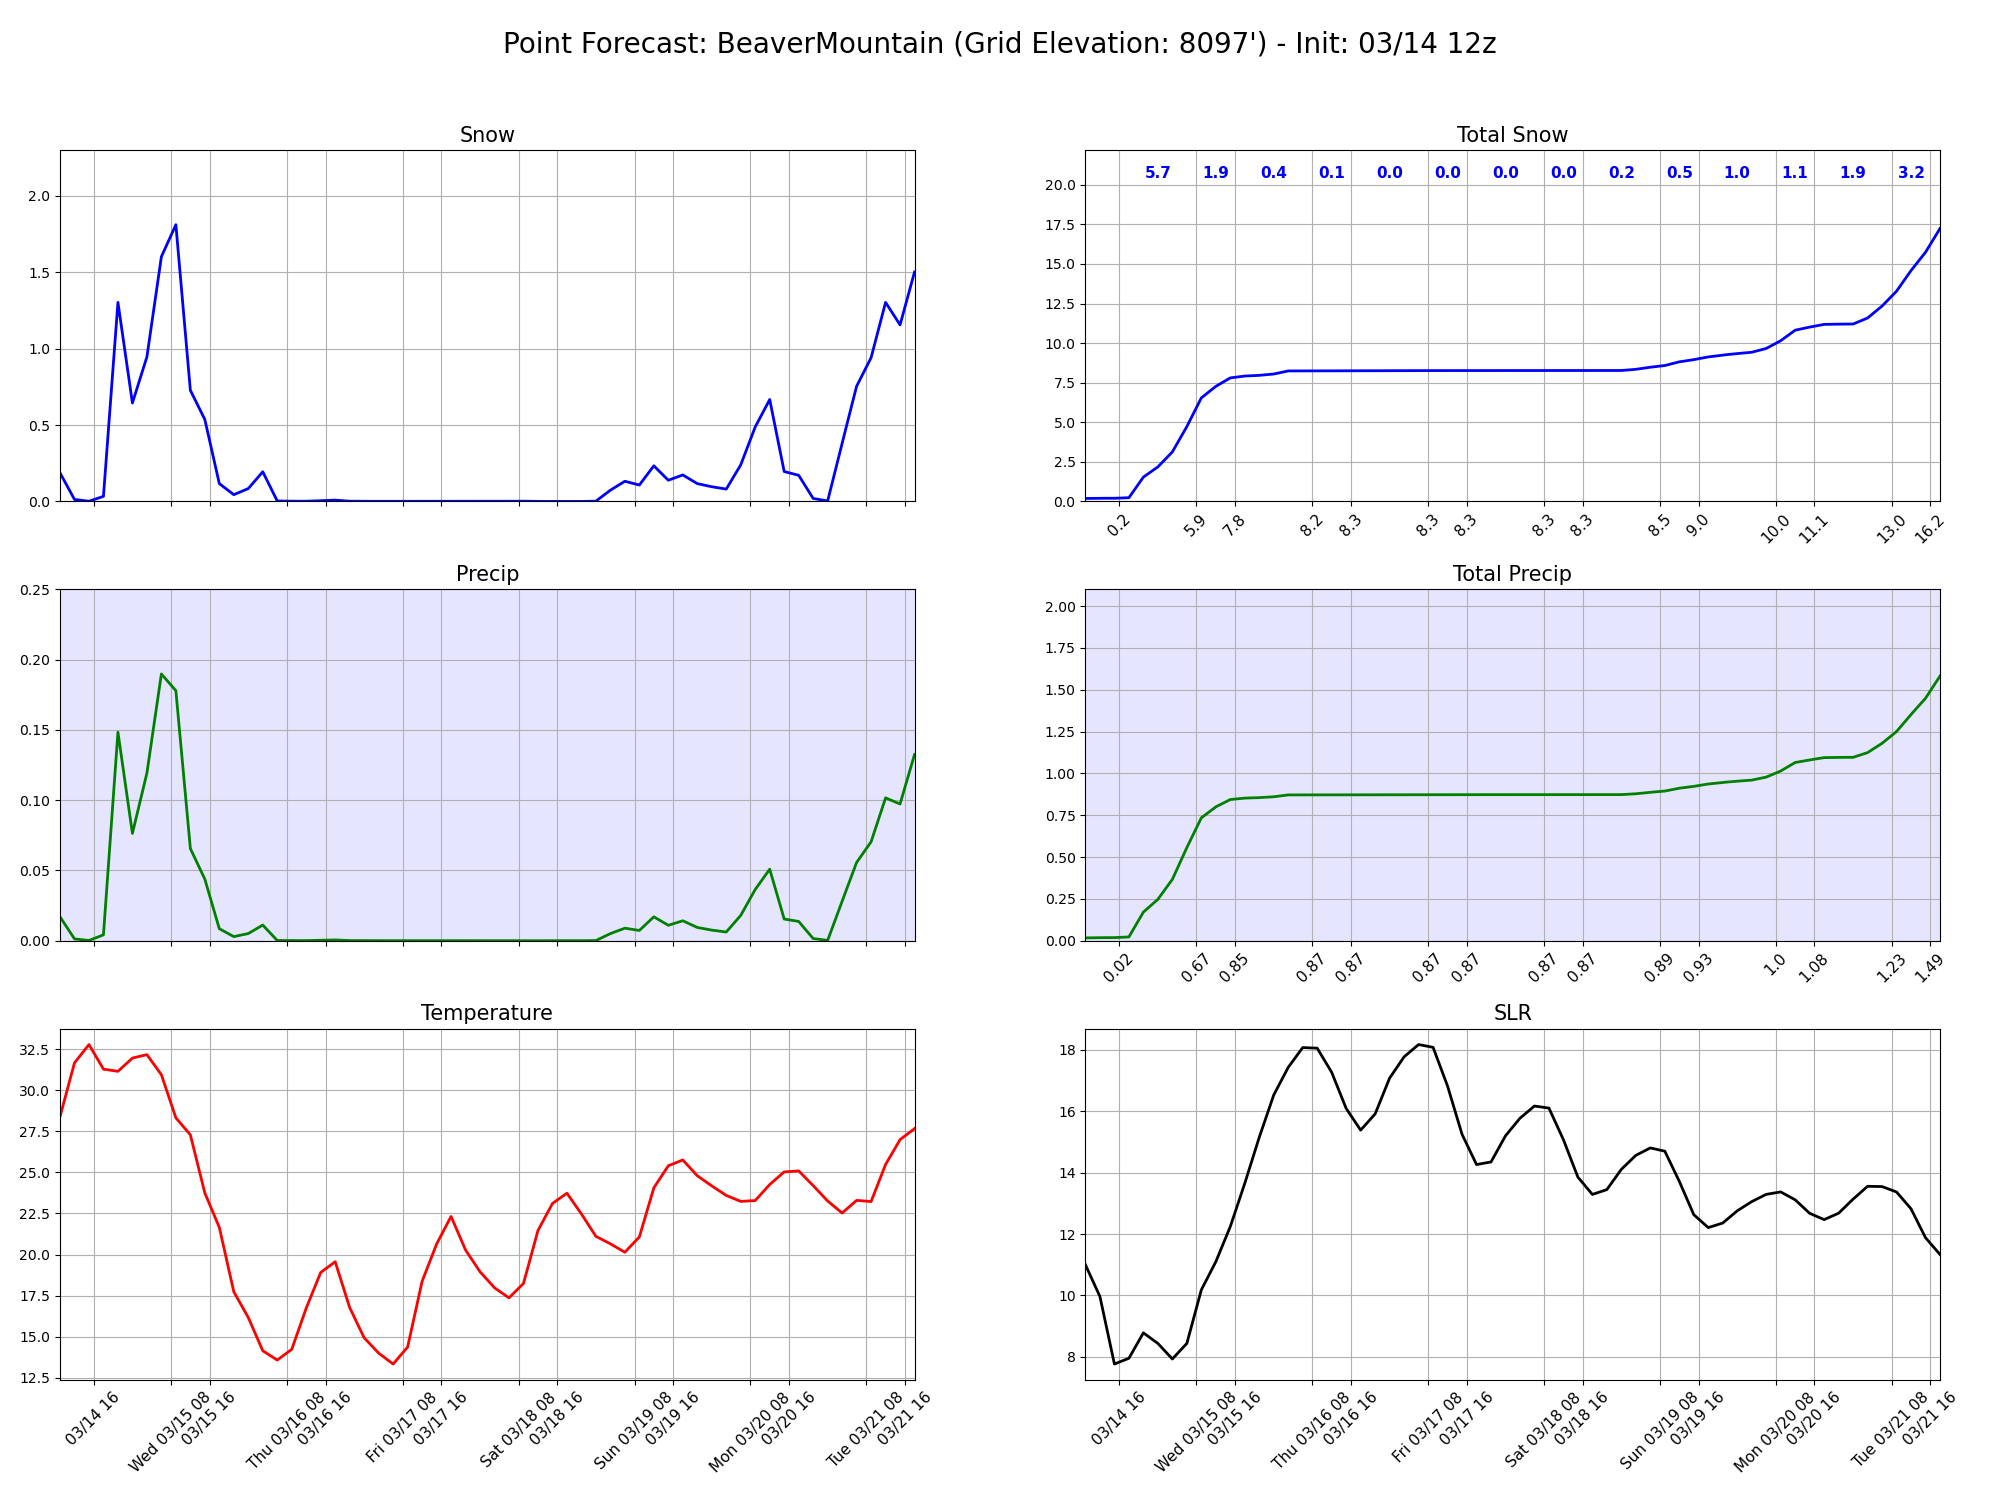 Point Forecast: BeaverMountain (Grid Elevation: 8097') - Init: 03/14 12z
Snow
2.0
1.5
1.0
0.5
0.0
Total Snow
5.7 1.9 0.4 0.1 0.0 0.0 0.0 0.0 0.2 0.5 1.0 1.1 1.9 3.2
20.0
17.5
15.0
12.5
10.0
7.5
5.0
2.5
0.0
0.2 5.9 7.8 8.2 8.3 8.3 8.3 8.3 8.3 8.5 9.0 10.0 11.1 13.0 16.2
Precip
0.25
0.20
0.15
0.10
0.05
0.00
Total Precip
2.00
1.75
1.50
1.25
1.00
0.75
0.50
0.25
0.00
0.02 0.67 0.85 0.87 0.87 0.87 0.87 0.87 0.87 0.89 0.93 1.0 1.08 1.23 1.49
Temperature
32.5
30.0
27.5
25.0
22.5
20.0
17.5
15.0
12.5
03/14 16
Wed 03/15 08
03/15 16
Thu 03/16 08
03/16 16
Fri 03/17 08
03/17 16
Sat 03/18 08
03/18 16
Sun 03/19 08
03/19 16
Mon 03/20 08
03/20 16
Tue 03/21 08
03/21 16
SLR
18
16
14
12
10
8
03/14 16
Wed 03/15 08
03/15 16
Thu 03/16 08
03/16 16
Fri 03/17 08
03/17 16
Sat 03/18 08
03/18 16
Sun 03/19 08
03/19 16
Mon 03/20 08
03/20 16
Tue 03/21 08
03/21 16